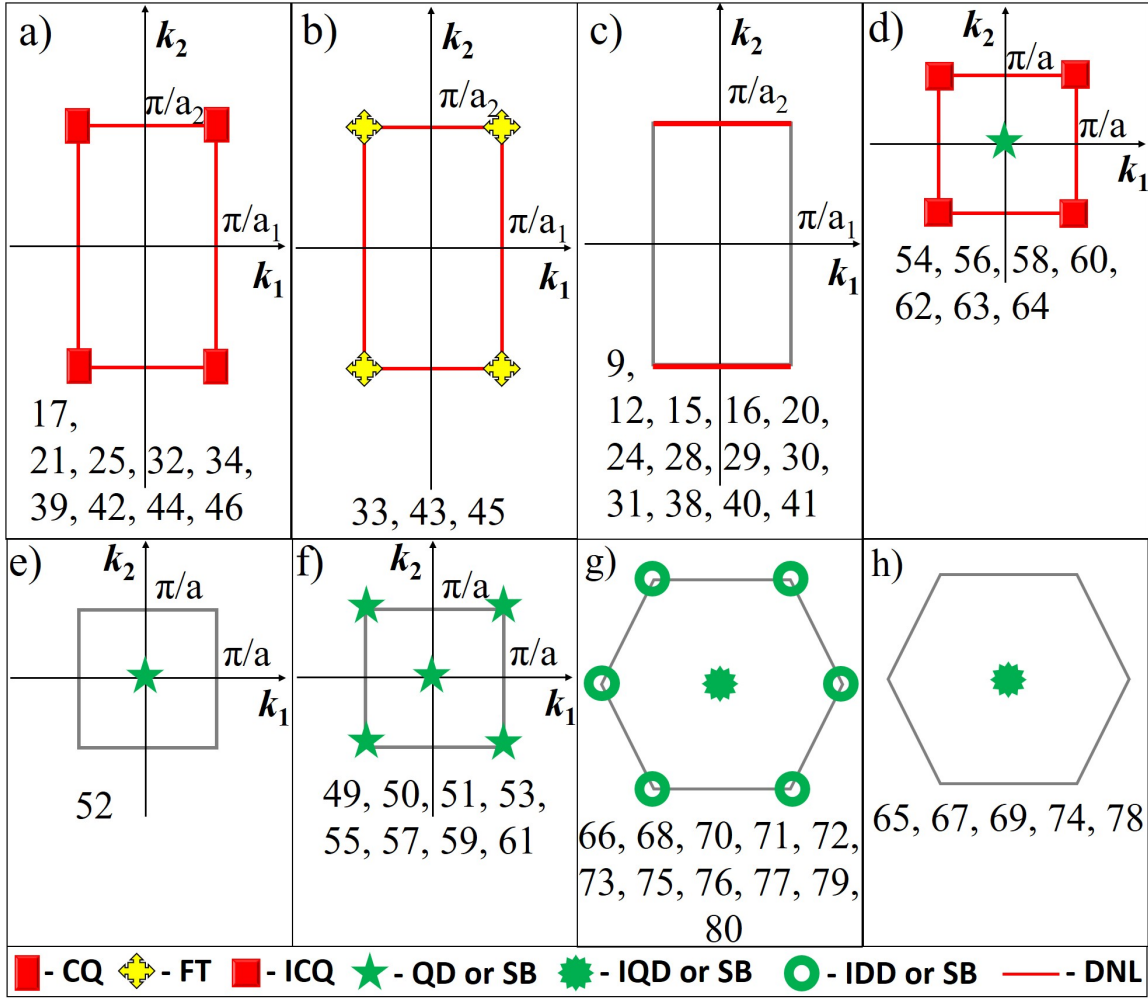 a)
k2
π/a2
π/a1
k1
17,
21, 25, 32, 34,
39, 42, 44, 46
b)
k2
π/a2
π/a1
k1
33, 43, 45
c)
k2
π/a2
π/a1
k1
9,
12, 15, 16, 20,
24, 28, 29, 30,
31, 38, 40, 41
d)
k2
π/a
π/a
k1
54, 56, 58, 60,
62, 63, 64
e)
k2
π/a
π/a
k1
52
f)
k2
π/a
π/a
k1
49, 50, 51, 53,
55, 57, 59, 61
g)
66, 68, 70, 71, 72,
73, 75, 76, 77, 79,
80
h)
65, 67, 69, 74, 78
- CQ - FT - ICQ - QD or SB - IQD or SB - IDD or SB - DNL